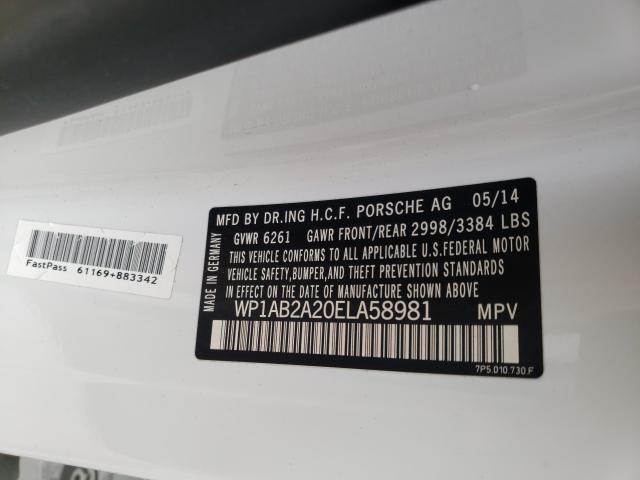 MFD BY DR.ING H.C.F. PORSCHE AG 05/14
GVWR 6261 GAWR FRONT/REAR 2998/3384 LBS
THIS VEHICLE CONFORMS TO ALL APPLICABLE U.S.FEDERAL MOTOR
VEHICLE SAFETY,BUMPER,AND THEFT PREVENTION STANDARDS
IN EFFECT ON THE DATE OF MANUFACTURE SHOWN ABOVE
WP1AB2A20ELA58981 MPV
7P5.010.730.F
MADE IN GERMANY
FastPass 61169+883342